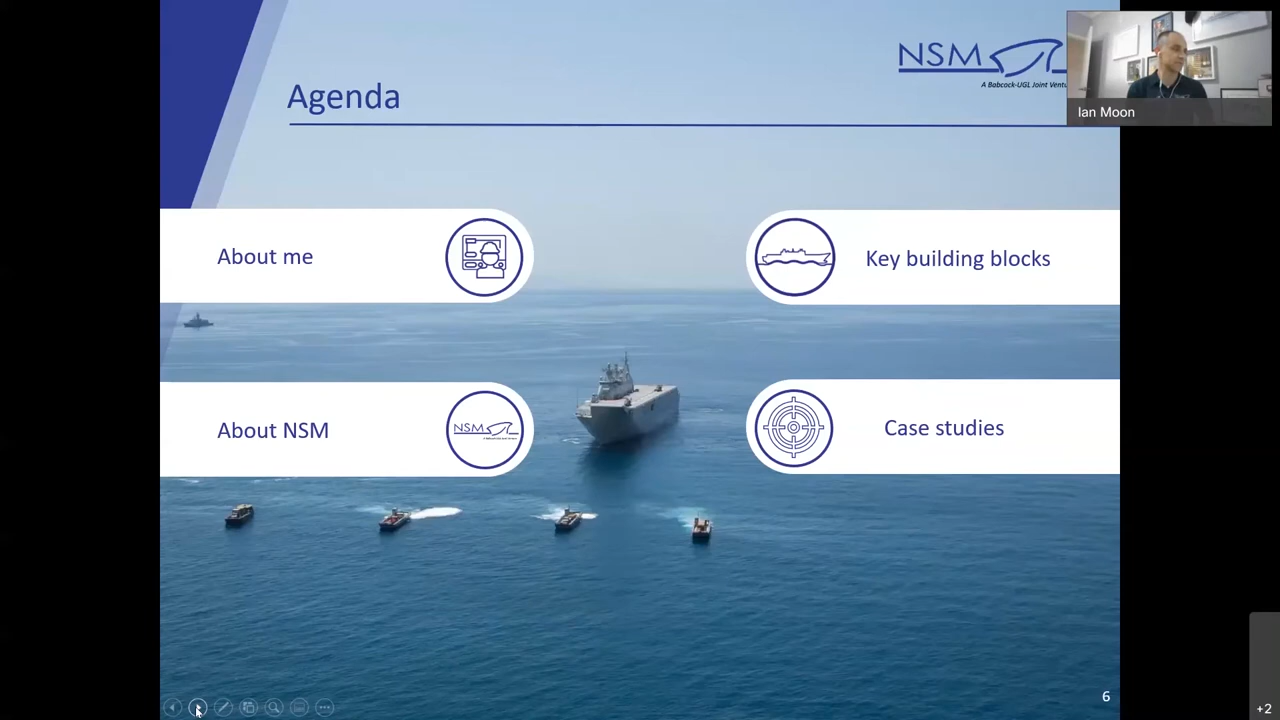 Agenda
NSM
A Babcock-UGL Joint Ventu
Ian Moon
About me
Key building blocks
About NSM
NSM
Case studies
6
+2